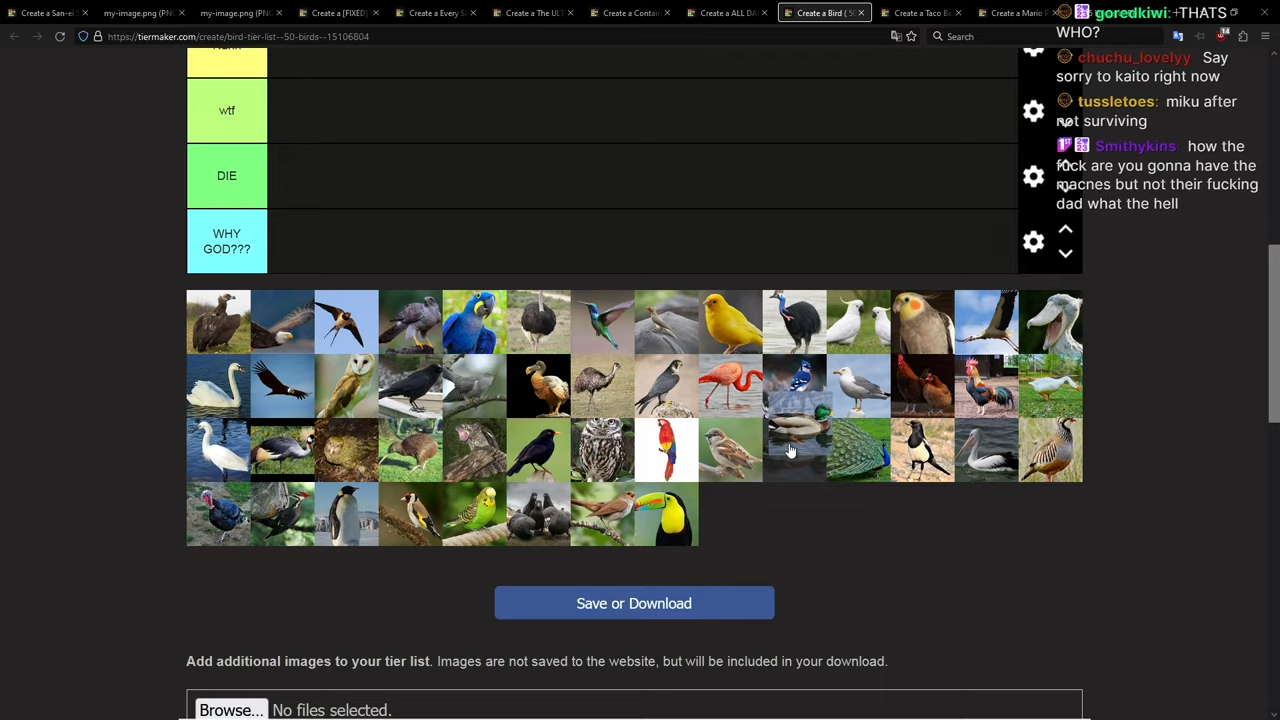 Create a San-ei S
my-image.png (PNG
my-image.png (PNG
Create a [FIXED]
Create a Every Sa
Create a The ULT
Create a Contain
Create a ALL DA
Create a Bird (50
Create a Taco Be
Create a Mario P
https://tiermaker.com/create/bird-tier-list--50-birds--15106804
Search
goredkiwi: THATS
WHO?
chuchu_lovelyy Say
sorry to kaito right now
tussletoes: miku after
not surviving
Smithykins how the
fuck are you gonna have the
macnes but not their fucking
dad what the hell
wtf
DIE
WHY
GOD???
Save or Download
Add additional images to your tier list. Images are not saved to the website, but will be included in your download.
Browse... No files selected.